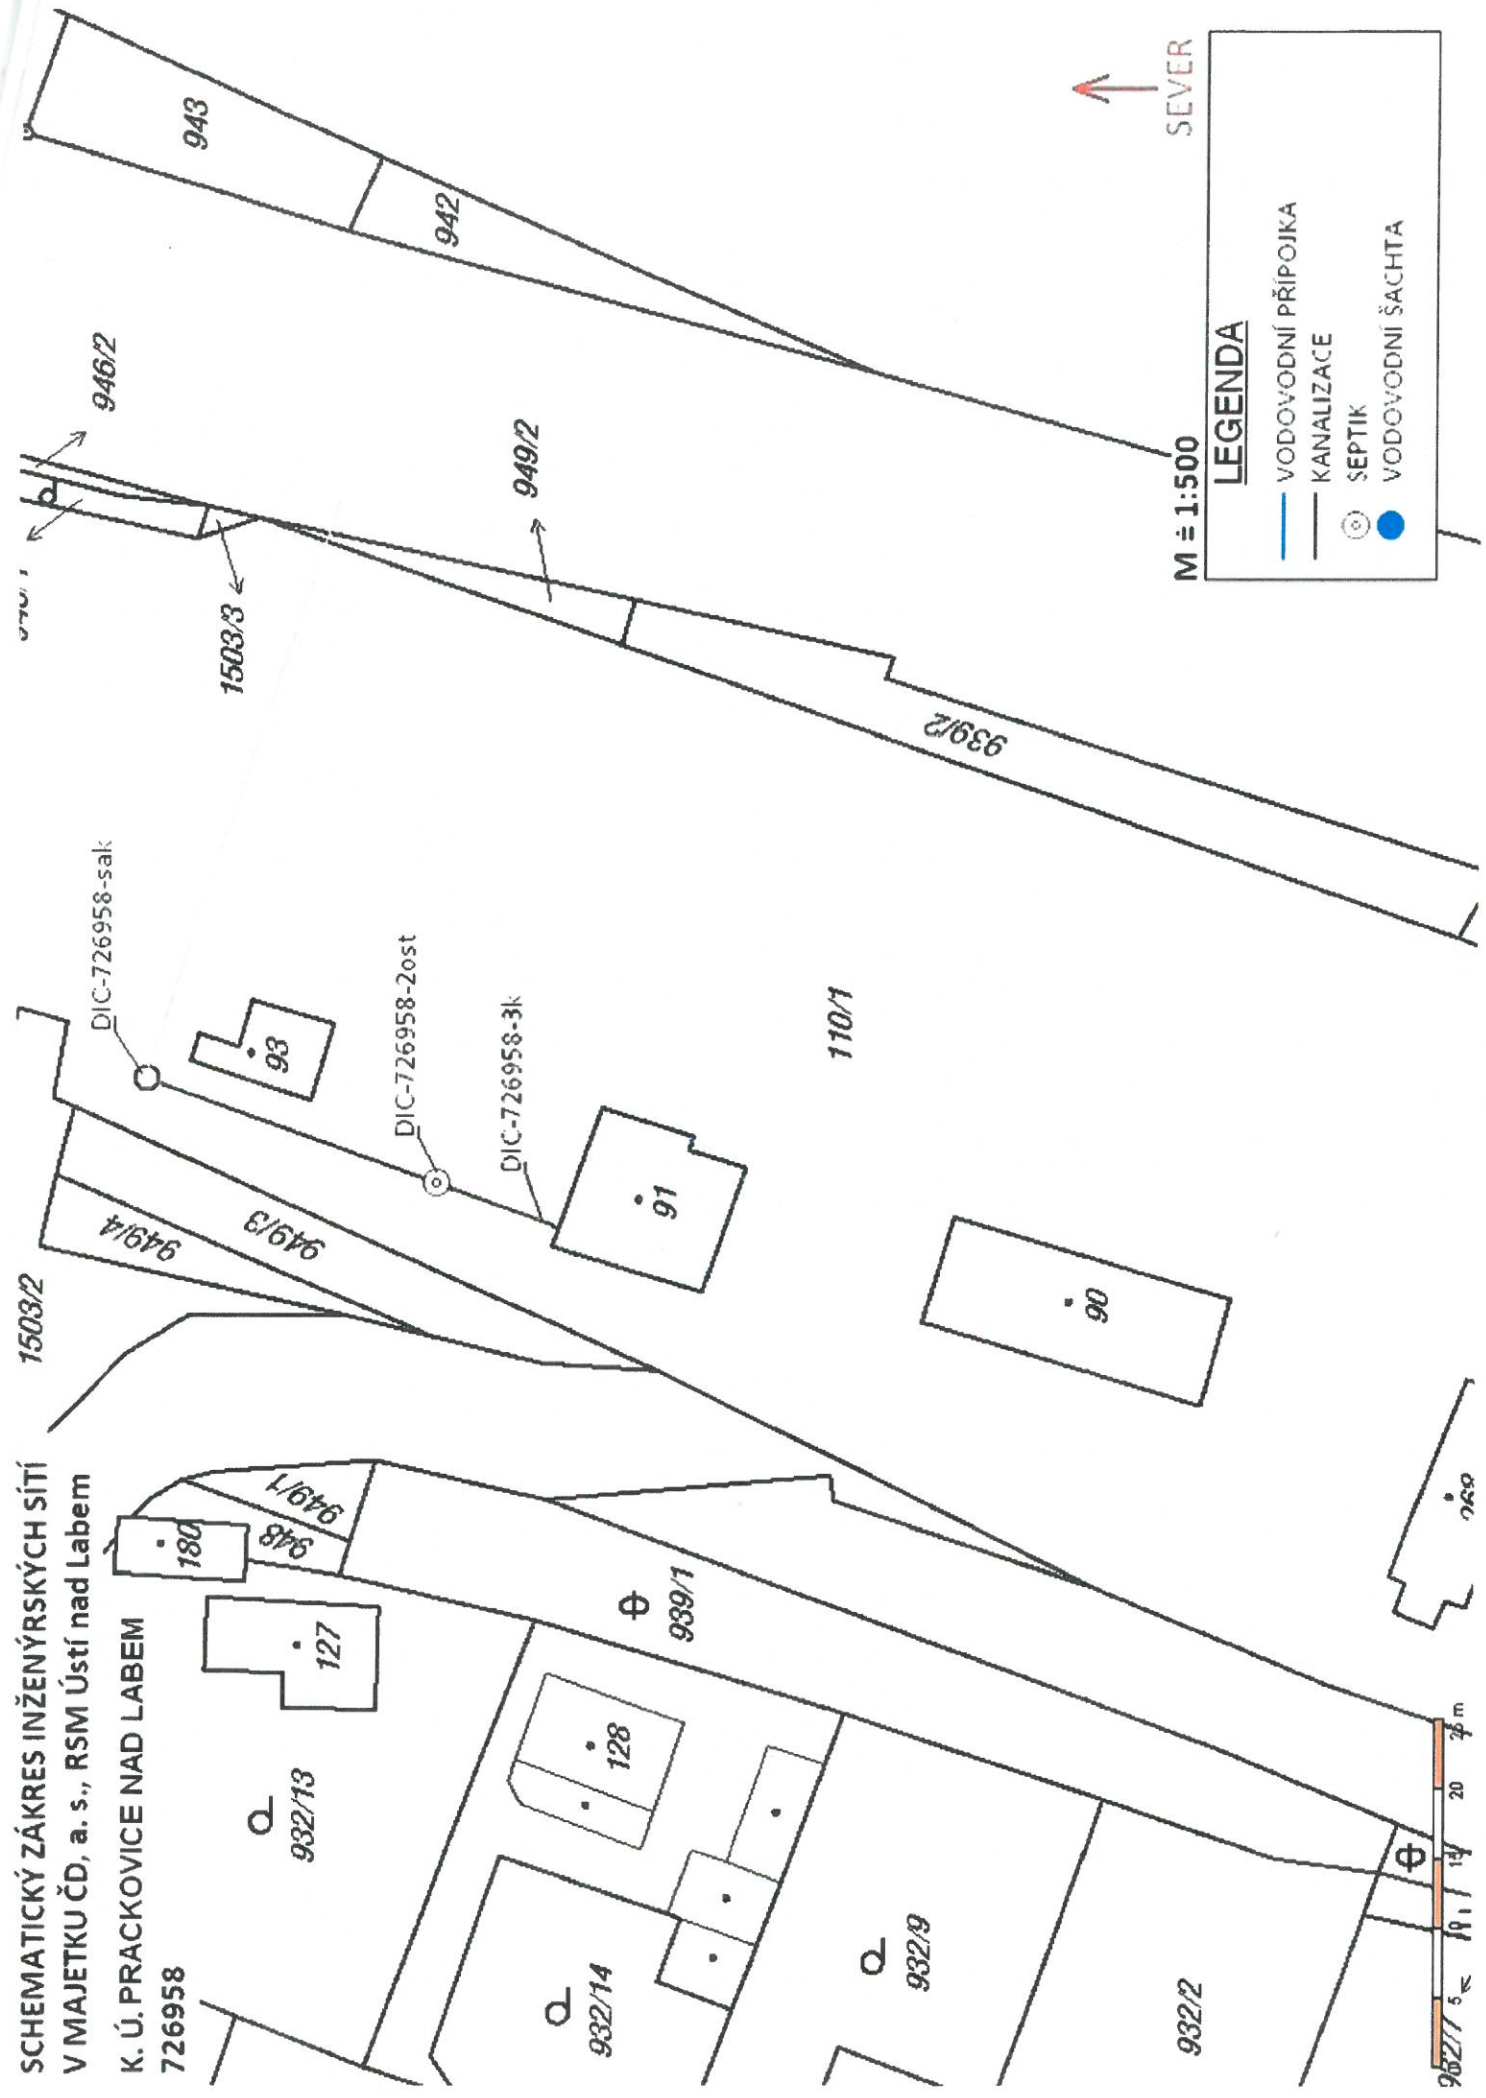 SCHEMATICKÝ ZÁKRES INŽENÝRSKÝCH SÍTÍ
V MAJETKU ČD, a. s., RSM Ústí nad Labem
K. Ú. PRACKOVICE NAD LABEM
726958
1503/2
946/2
943
942
1503/3
949/2
939/2
DIC-726958-sak
93
DIC-726958-2ost
DIC-726958-3k
91
110/1
90
949/4
949/3
949/1
948
180
127
939/1
128
932/13
932/14
932/9
932/2
5
20
m
M ≐ 1:500
SEVER
LEGENDA
VODOVODNÍ PŘÍPOJKA
KANALIZACE
SEPTIK
VODOVODNÍ ŠACHTA